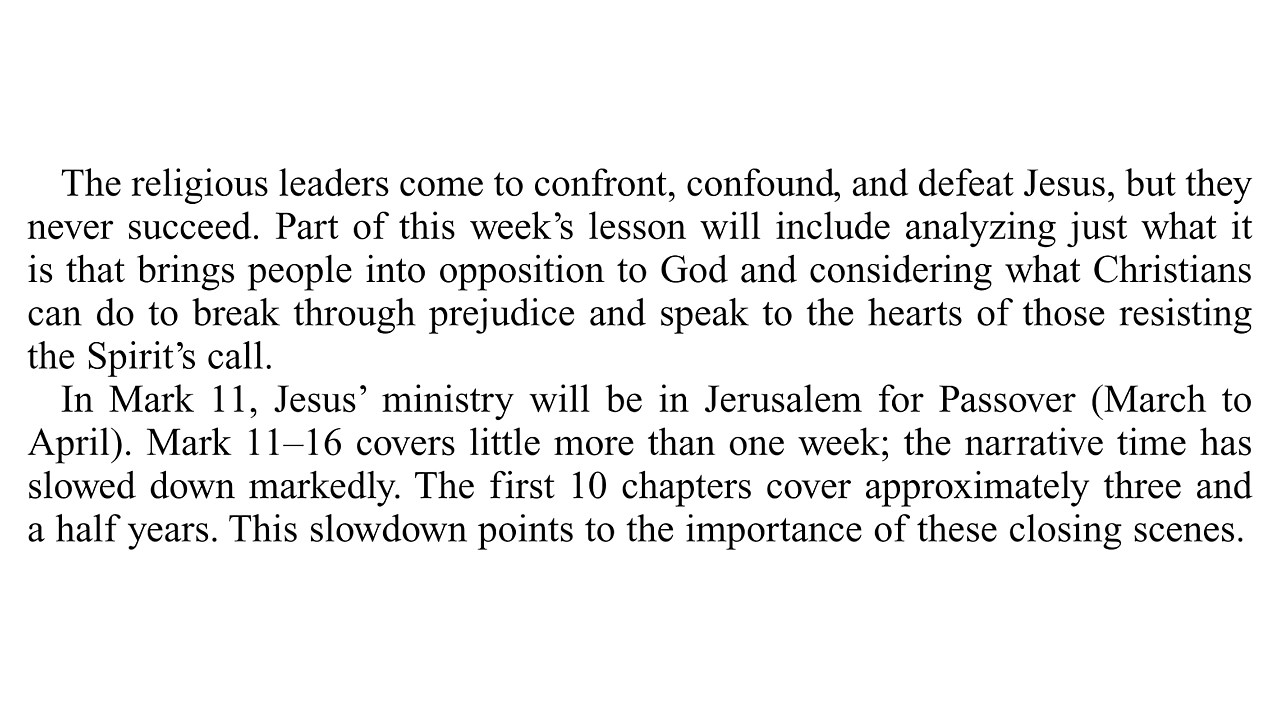 The religious leaders come to confront, confound, and defeat Jesus, but they
never succeed. Part of this week’s lesson will include analyzing just what it
is that brings people into opposition to God and considering what Christians
can do to break through prejudice and speak to the hearts of those resisting
the Spirit’s call.
In Mark 11, Jesus’ ministry will be in Jerusalem for Passover (March to
April). Mark 11–16 covers little more than one week; the narrative time has
slowed down markedly. The first 10 chapters cover approximately three and
a half years. This slowdown points to the importance of these closing scenes.